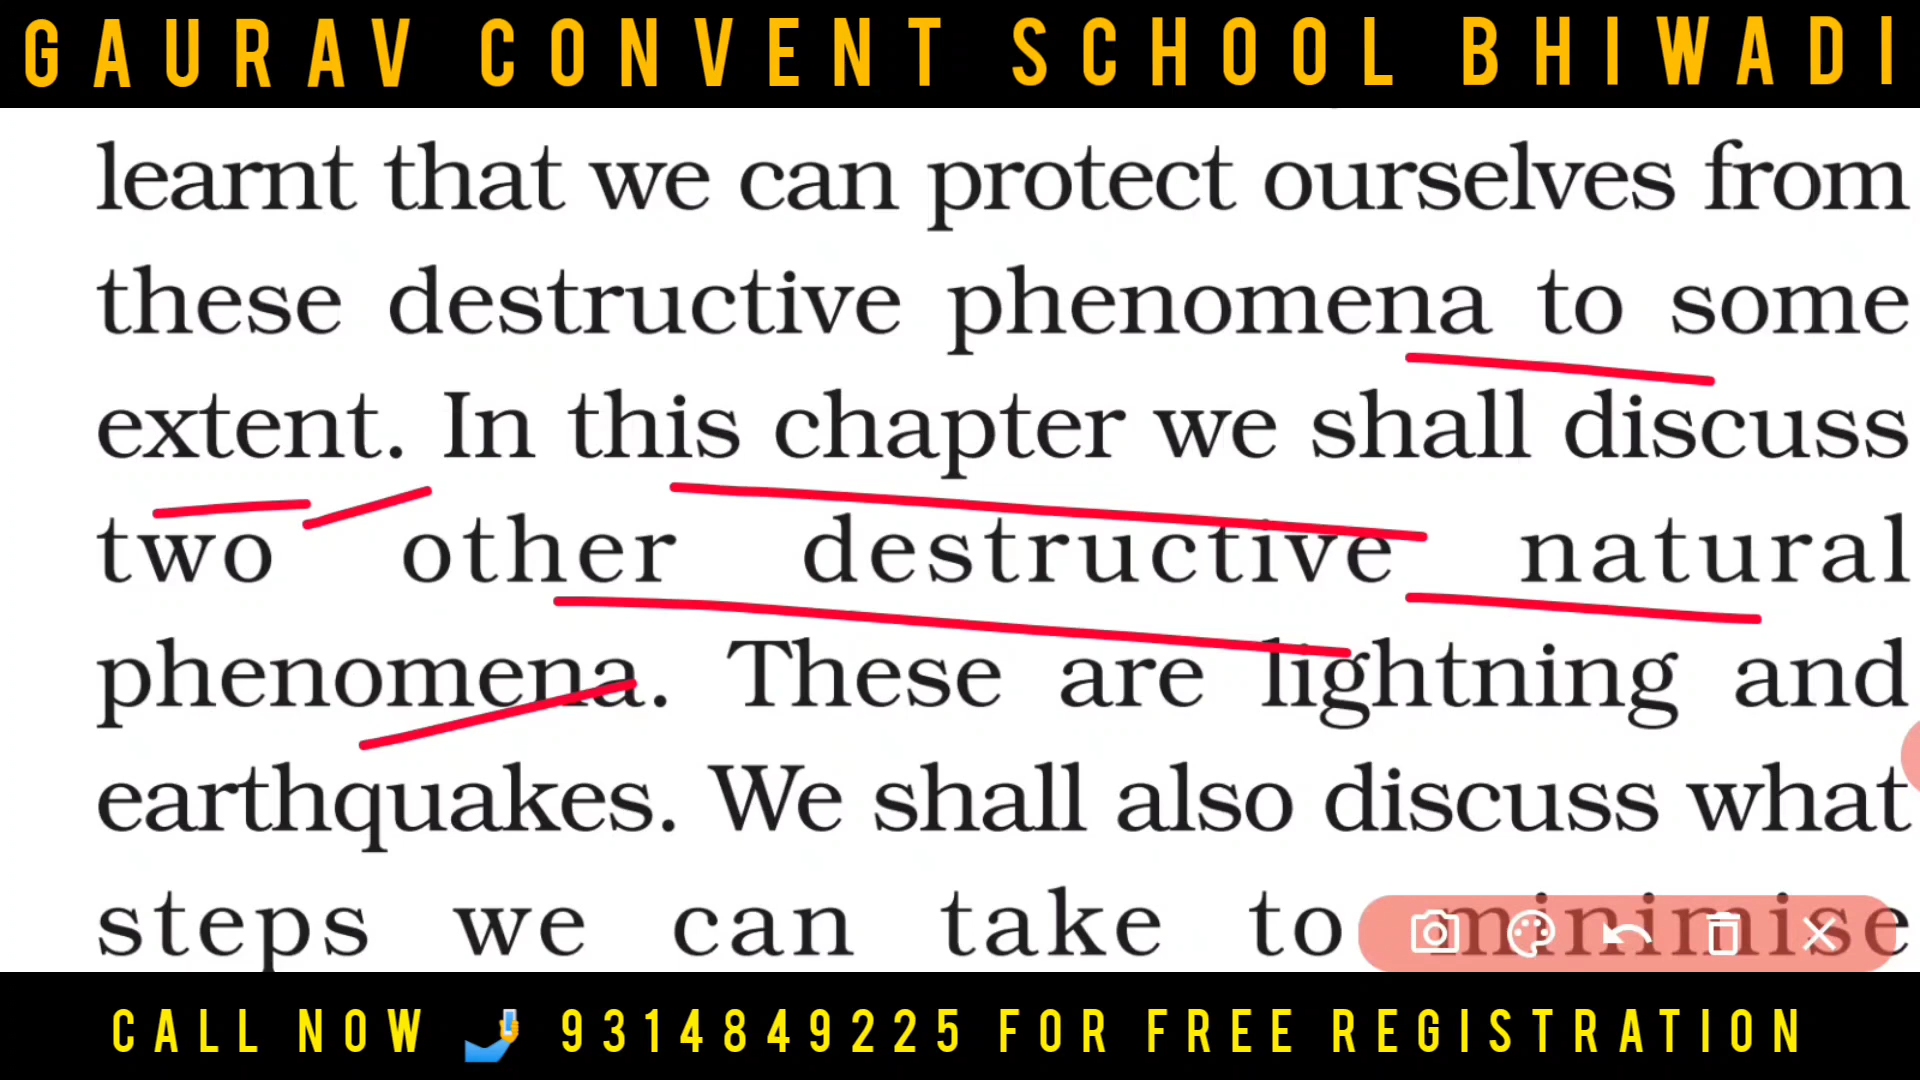 GAURAV CONVENT SCHOOL BHIWADI
learnt that we can protect ourselves from
these destructive phenomena to some
extent. In this chapter we shall discuss
two other destructive natural
phenomena. These are lightning and
earthquakes. We shall also discuss what
steps we can take to minimise
CALL NOW 9314849225 FOR FREE REGISTRATION